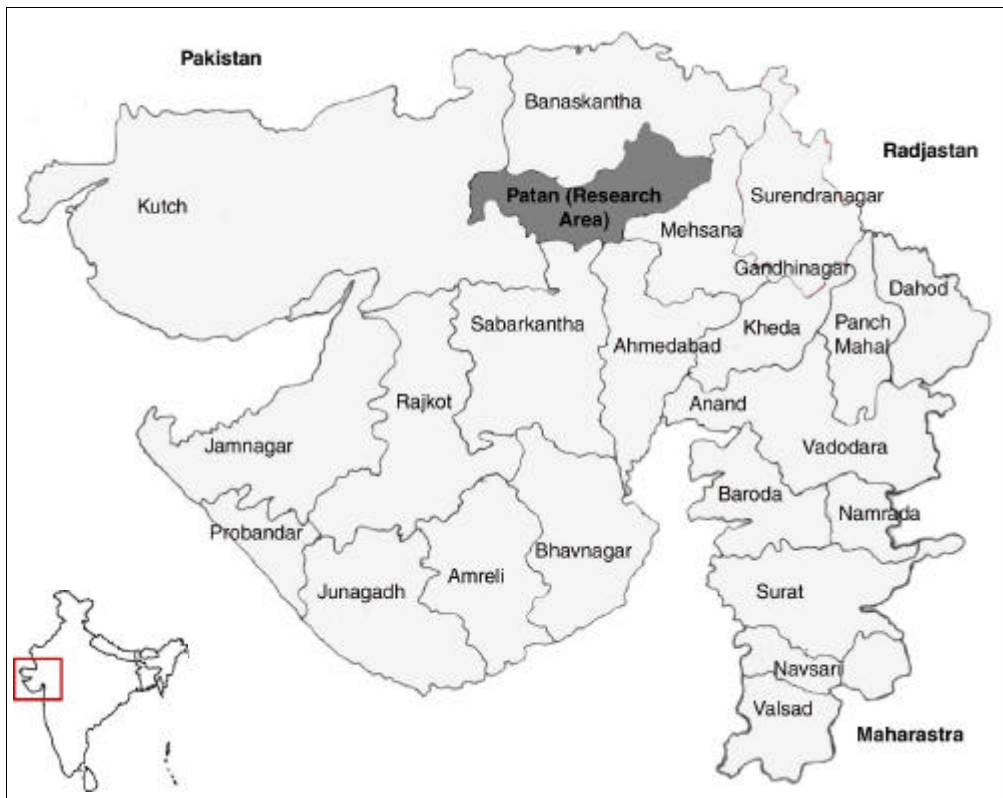 Pakistan
Banaskantha
Radjastan
Kutch
Patan (Research
Area)
Surendranagar
Mehsana
Gandhinagar
Dahod
Sabarkantha
Kheda
Panch
Mahal
Ahmedabad
Rajkot
Anand
Jamnagar
Vadodara
Baroda
Namrada
Probandar
Bhavnagar
Amreli
Junagadh
Surat
Navsari
Valsad
Maharastra